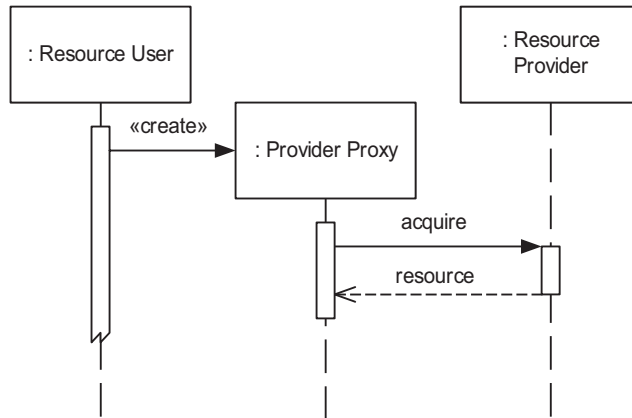 : Resource User
: Resource
Provider
«create»
: Provider Proxy
acquire
resource